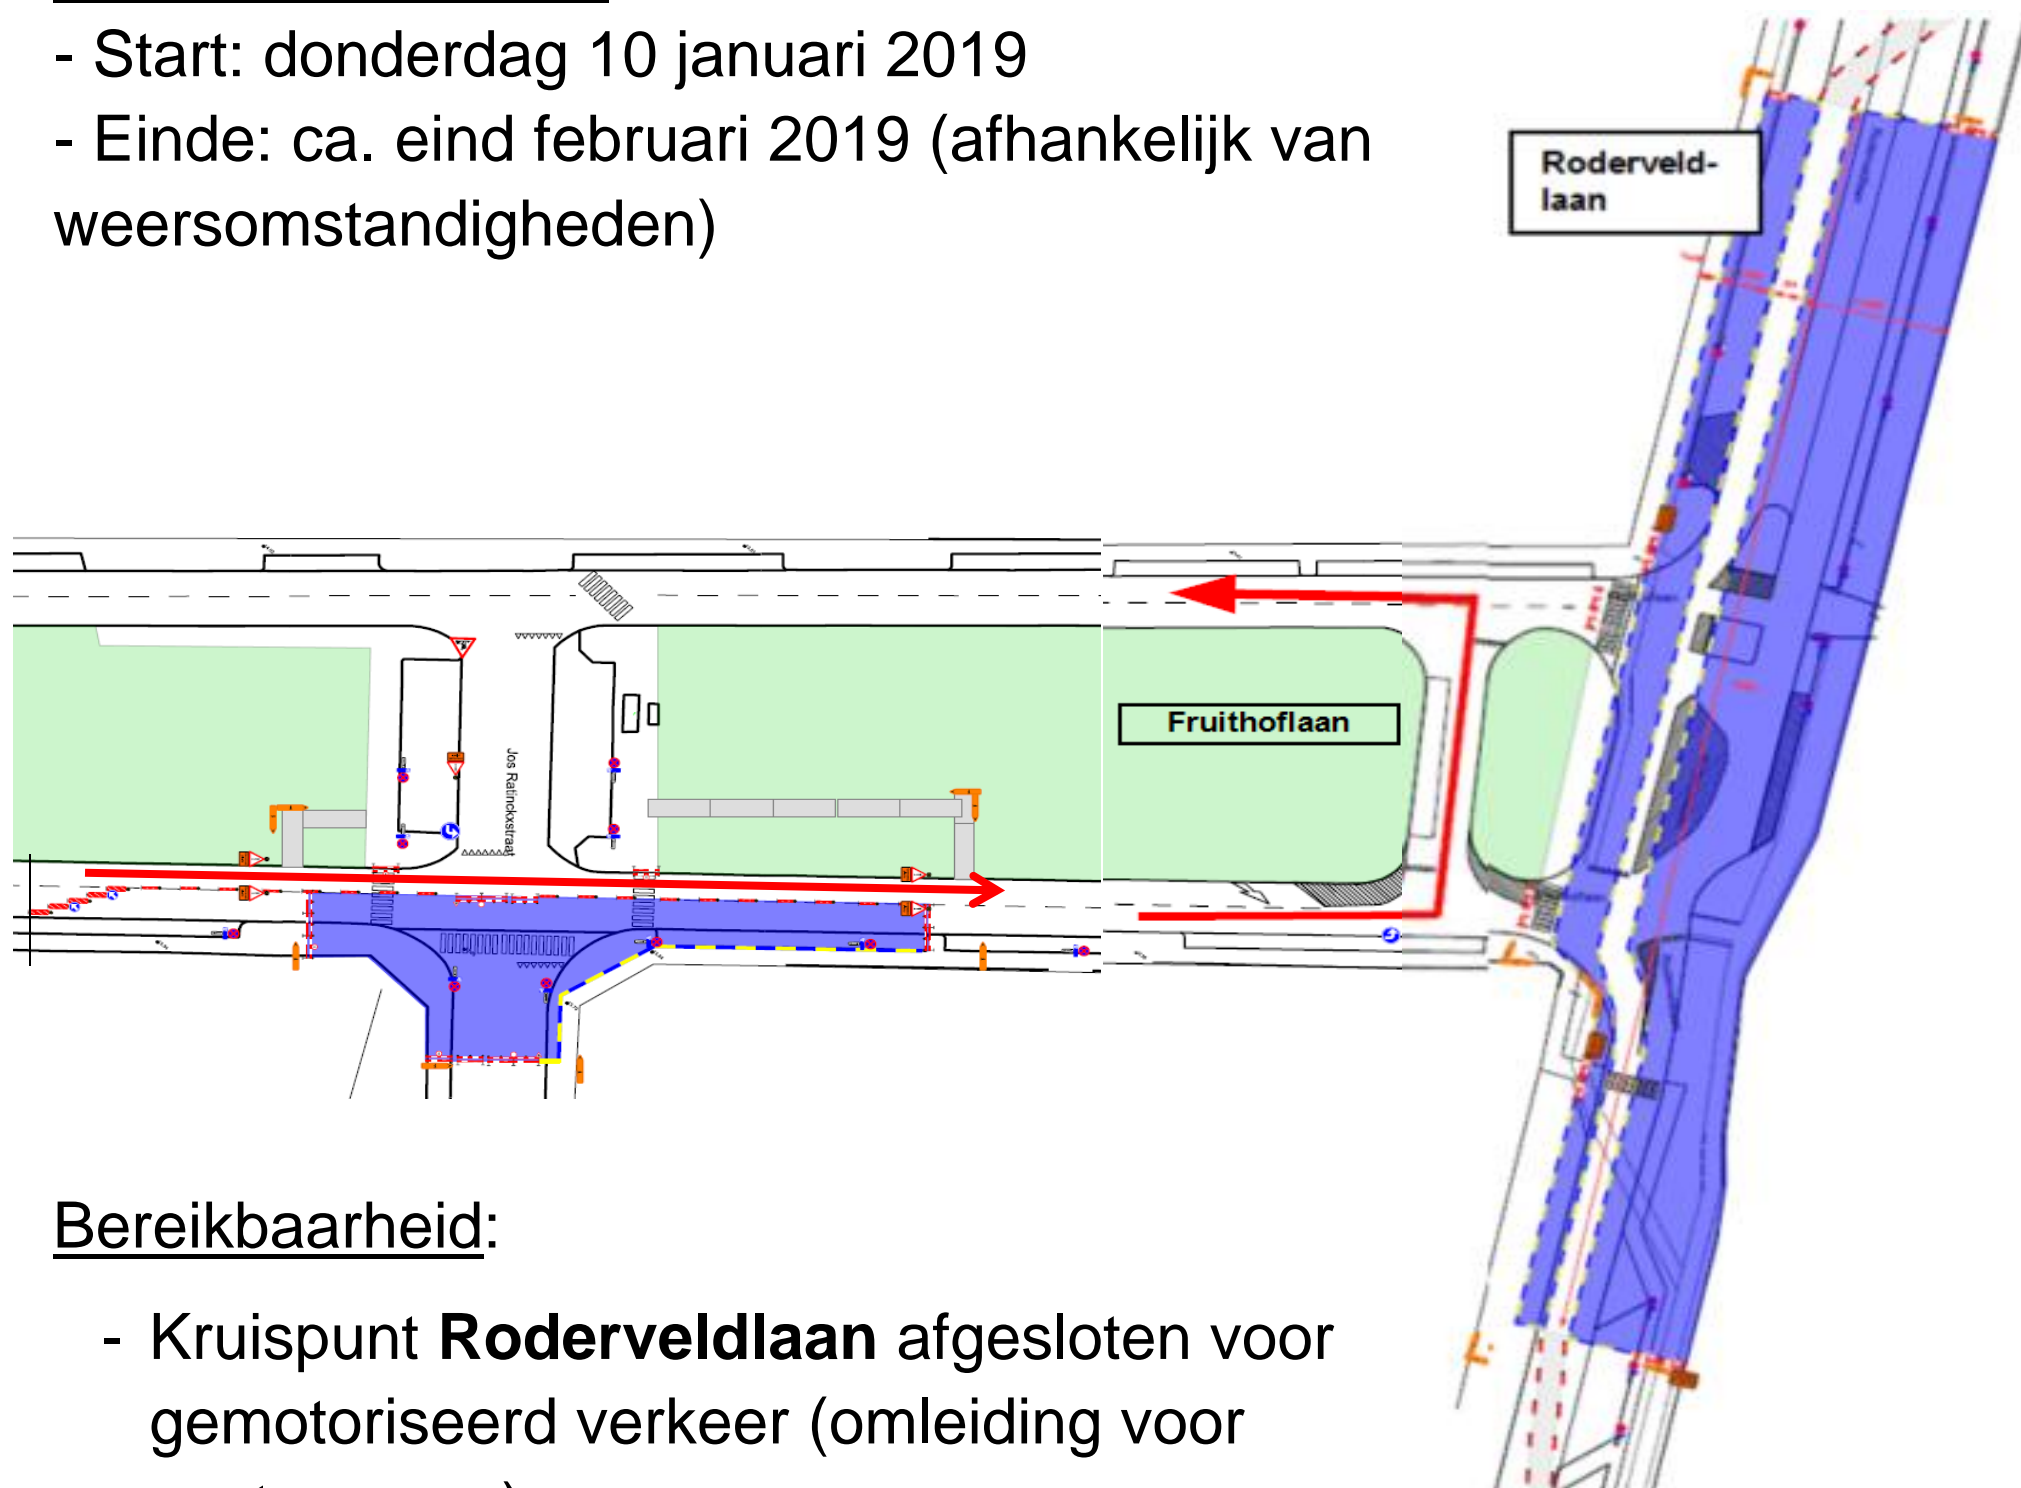 - Start: donderdag 10 januari 2019
- Einde: ca. eind februari 2019 (afhankelijk van
weersomstandigheden)
Roderveld-
laan
Fruithoflaan
Jos Ratinckxstraat
Bereikbaarheid:
- Kruispunt Roderveldlaan afgesloten voor
gemotoriseerd verkeer (omleiding voor